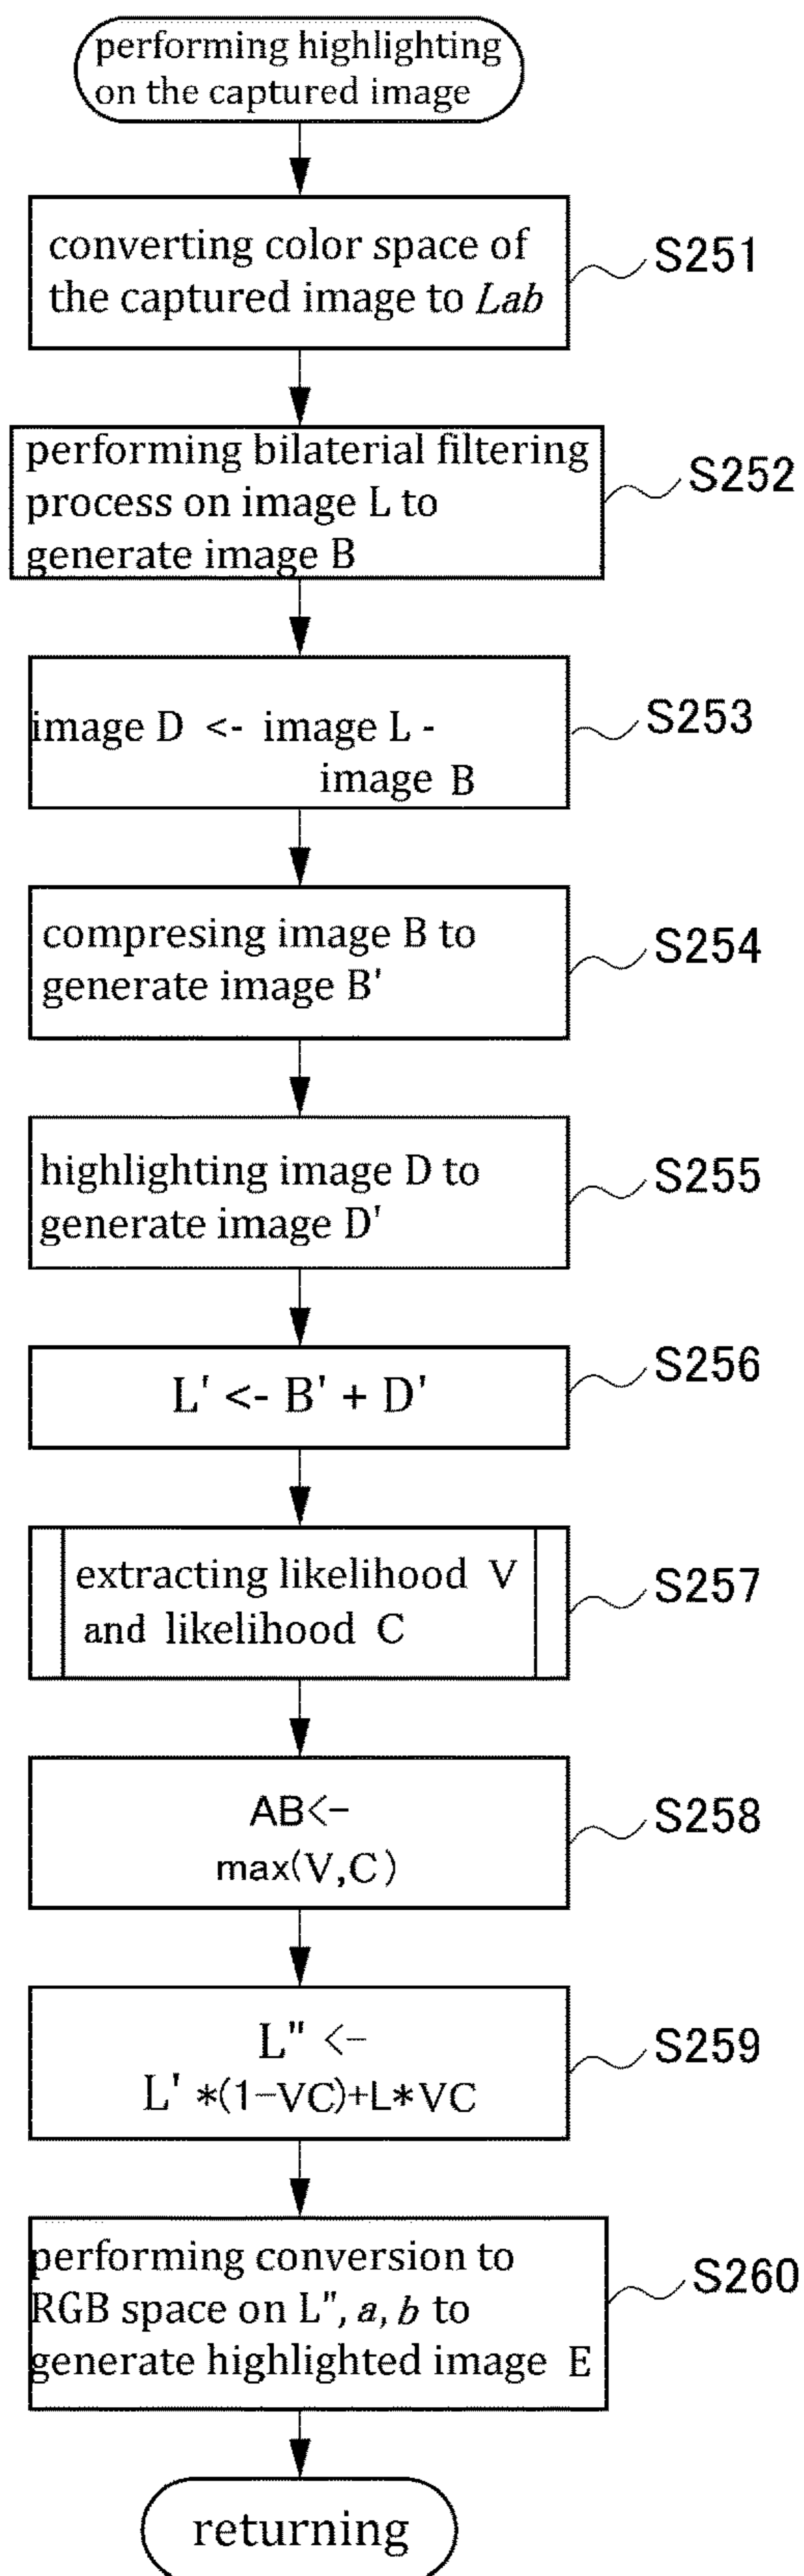 performing highlighting
on the captured image
converting color space of
the captured image to Lab
S251
performing bilaterial filtering
process on image L to
generate image B
S252
image D <- image L -
image B
S253
compresing image B to
generate image B'
S254
highlighting image D to
generate image D'
S255
L' <- B' + D'
S256
extracting likelihood V
and likelihood C
S257
AB<-
max(V,C)
S258
L" <-
L' *(1-VC)+L*VC
S259
performing conversion to
RGB space on L", a, b to
generate highlighted image E
S260
returning